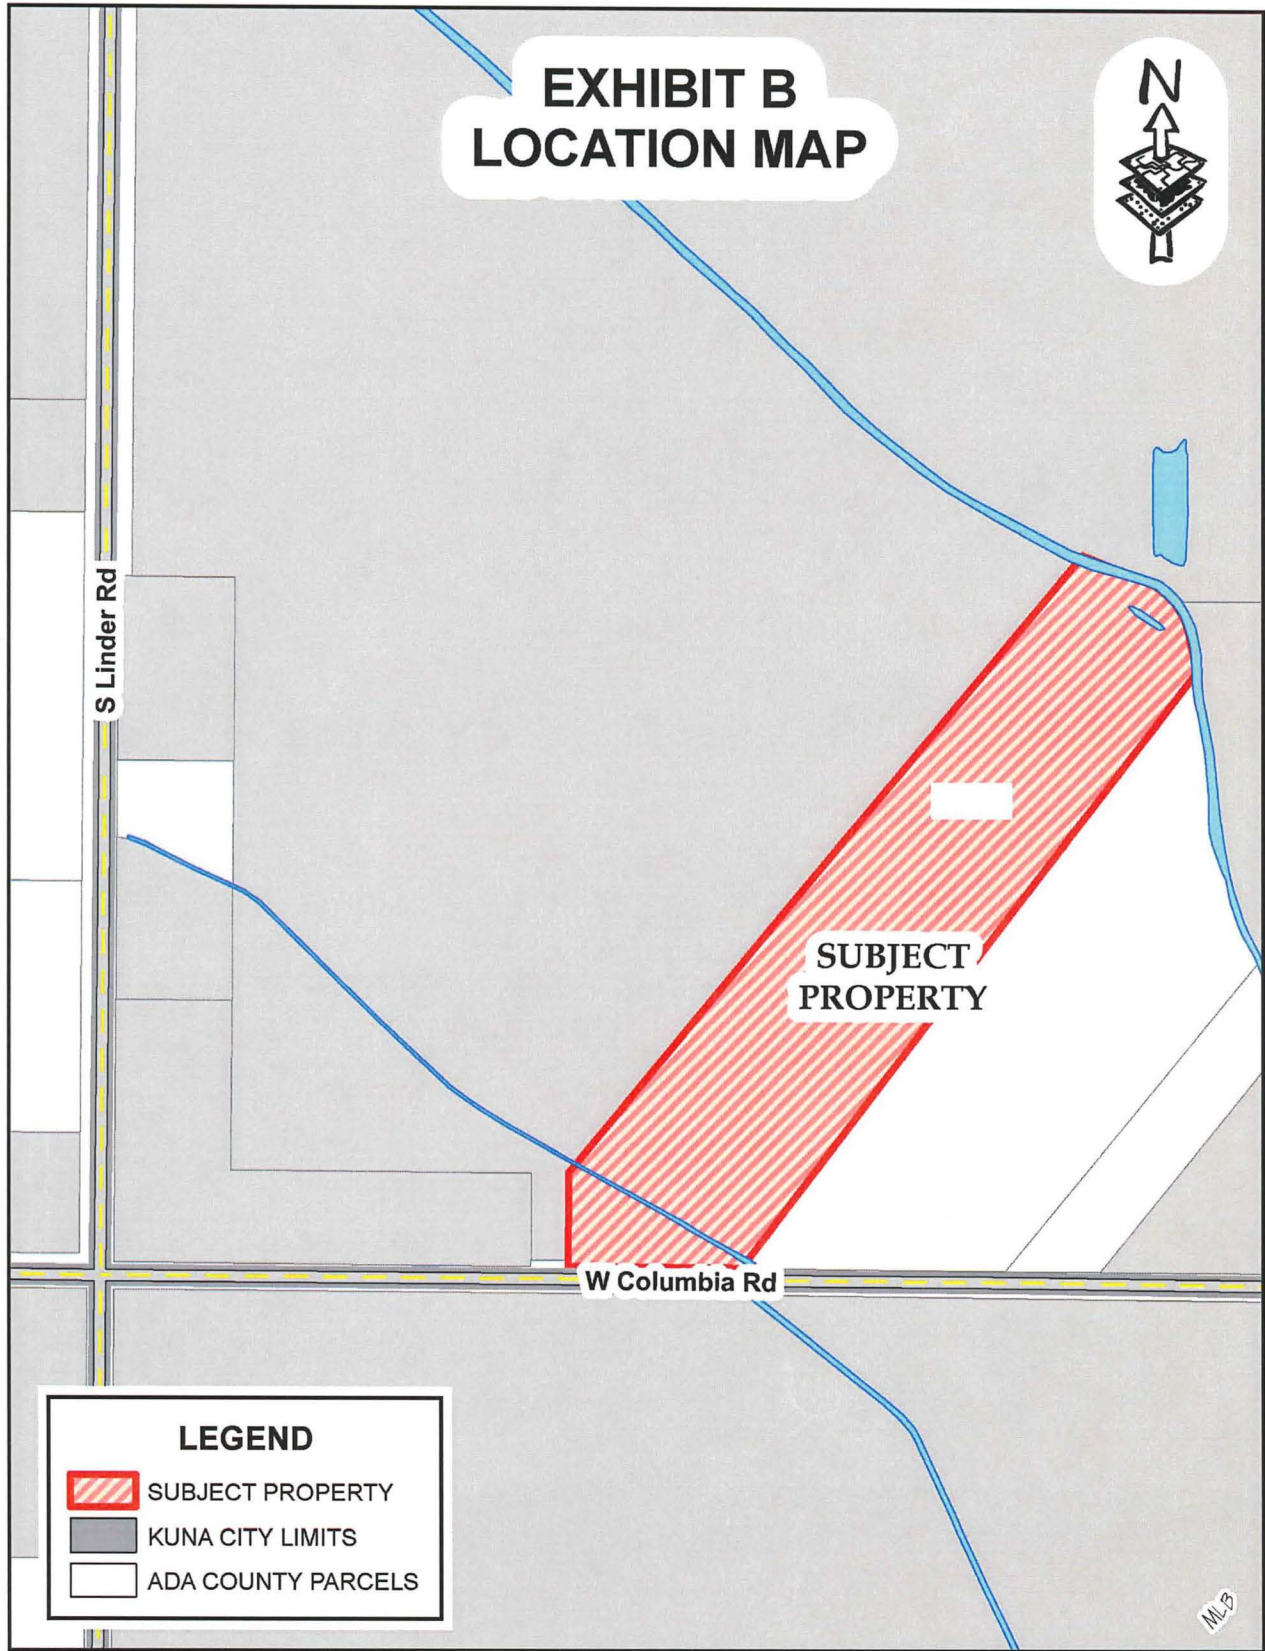 EXHIBIT B
LOCATION MAP
N
S Linder Rd
SUBJECT
PROPERTY
W Columbia Rd
LEGEND
SUBJECT PROPERTY
KUNA CITY LIMITS
ADA COUNTY PARCELS
MLB